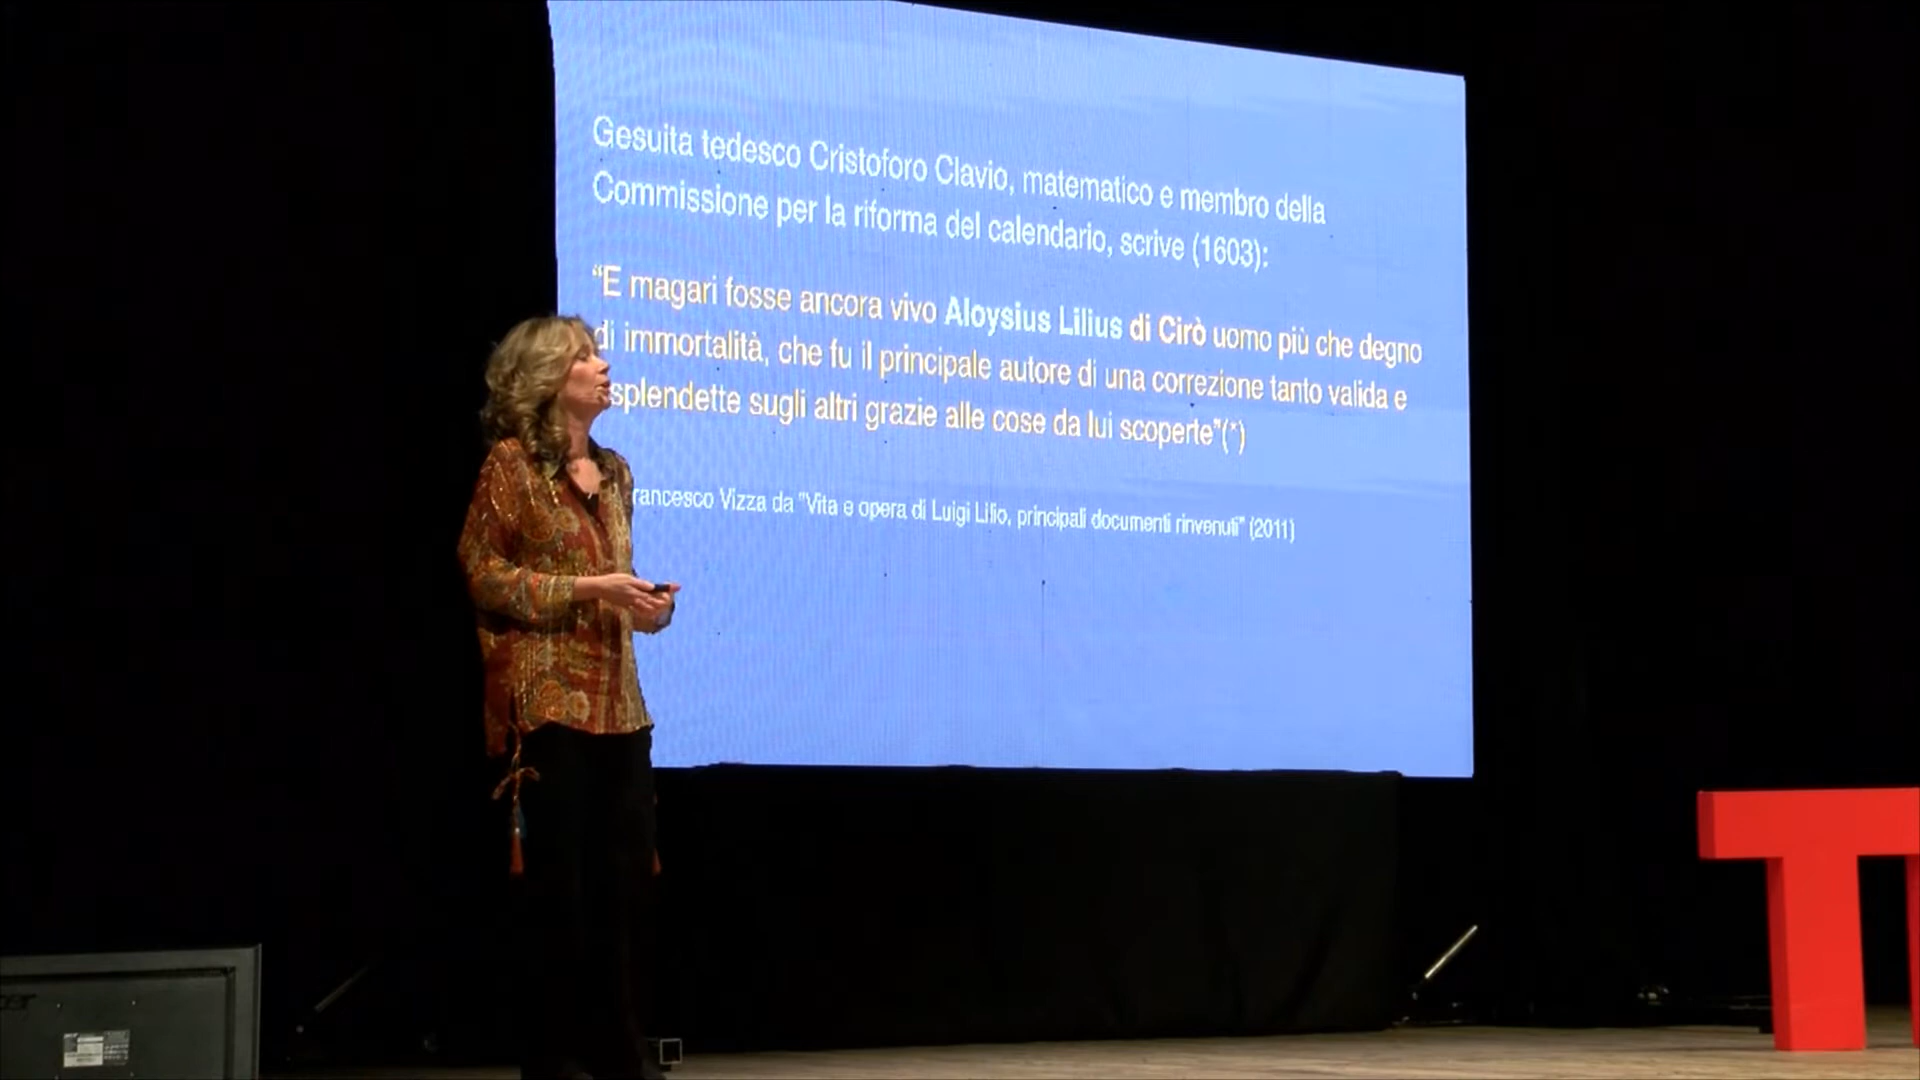 Gesuita tedesco Cristoforo Clavio, matematico e membro della
Commissione per la riforma del calendario, scrive (1603):
“E magari fosse ancora vivo Aloysius Lilius di Cirò uomo più che degno
di immortalità, che fu il principale autore di una correzione tanto valida e
splendette sugli altri grazie alle cose da lui scoperte”(*)
rancesco Vizza da "Vita e opera di Luigi Lilio, principali documenti rinvenuti" (2011)
T